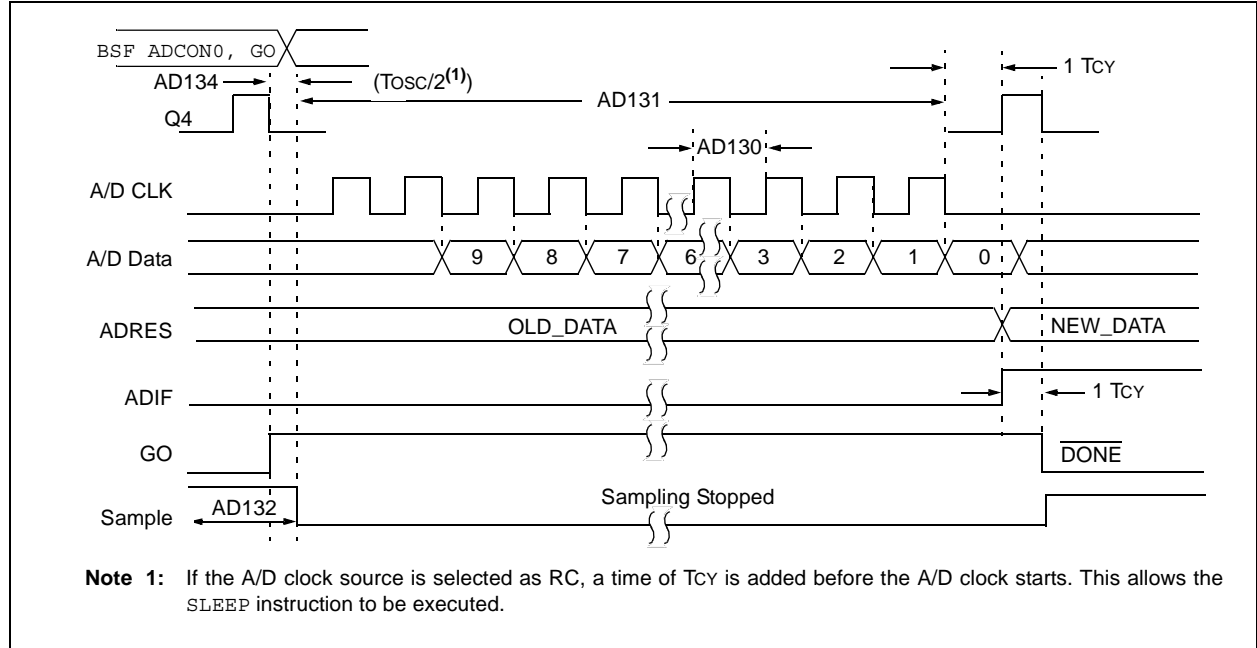 BSF ADCON0, GO
AD134
(TOSC/2(1))
1 TCY
AD131
Q4
AD130
A/D CLK
A/D Data
9 8 7 6 3 2 1 0
ADRES
OLD_DATA
NEW_DATA
ADIF
1 TCY
GO
DONE
Sampling Stopped
AD132
Sample
Note 1: If the A/D clock source is selected as RC, a time of TCY is added before the A/D clock starts. This allows the
SLEEP instruction to be executed.